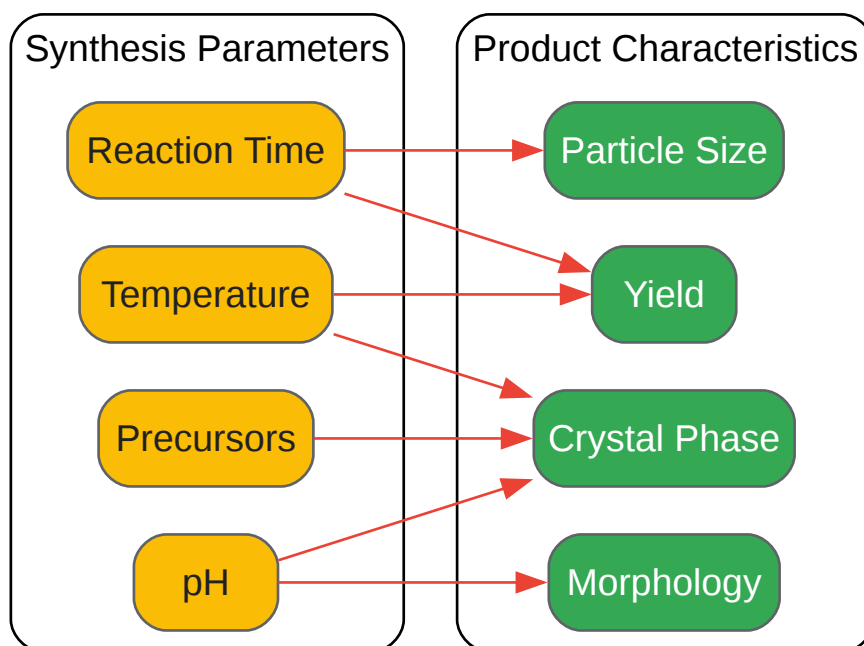 Synthesis Parameters
Reaction Time
Temperature
Precursors
pH
Product Characteristics
Particle Size
Yield
Crystal Phase
Morphology